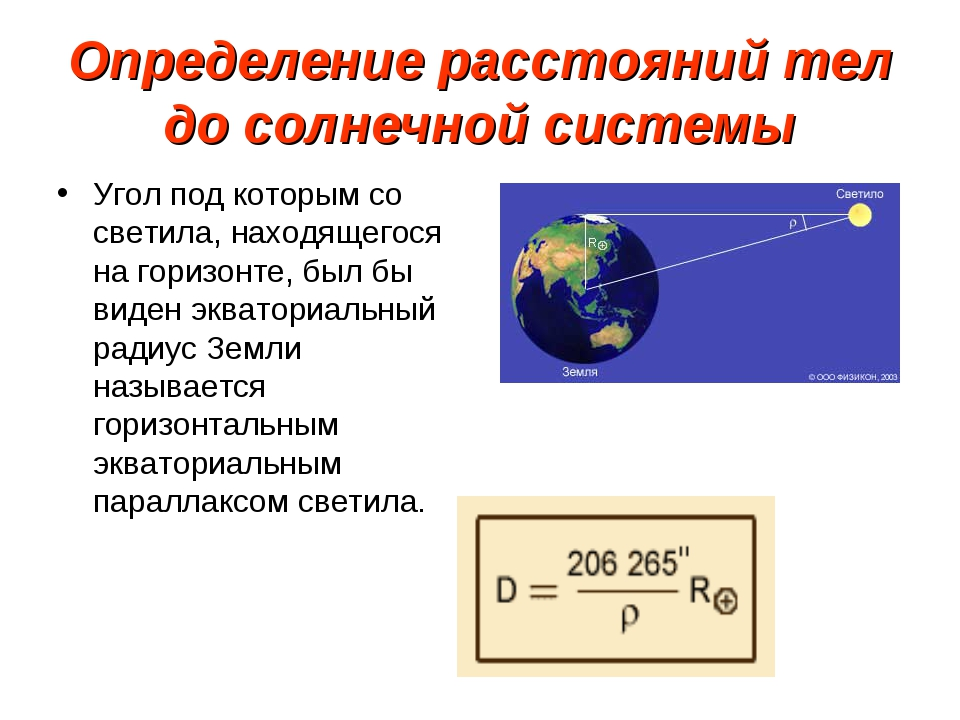 Определение расстояний тел
до солнечной системы
• Угол под которым со
светила, находящегося
на горизонте, был бы
виден экваториальный
радиус Земли
называется
горизонтальным
экваториальным
параллаксом светила.
Светило
ρ
R⊕
Земля
© ООО ФИЗИКОН, 2003
D = 206 265" / ρ R⊕